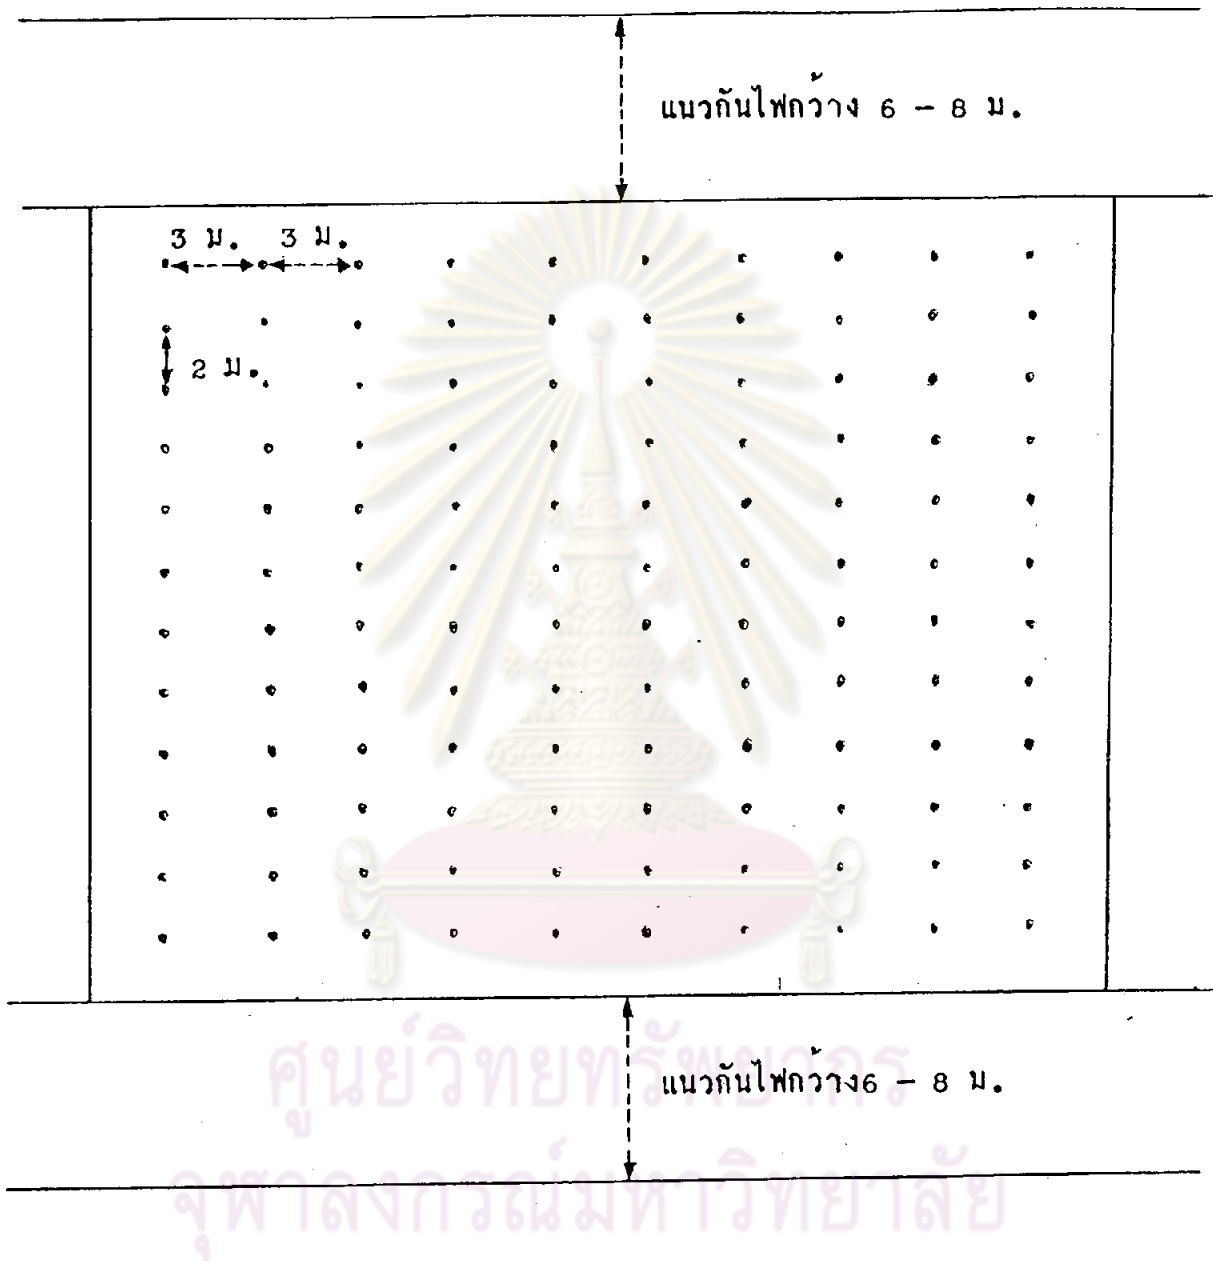 แนวกันไฟกว้าง 6 - 8 ม.
3 ม. 3 ม.
2 ม.
แนวกันไฟกว้าง6 - 8 ม.
ศูนย์วิทยทรัพยากร
จุฬาลงกรณ์มหาวิทยาลัย